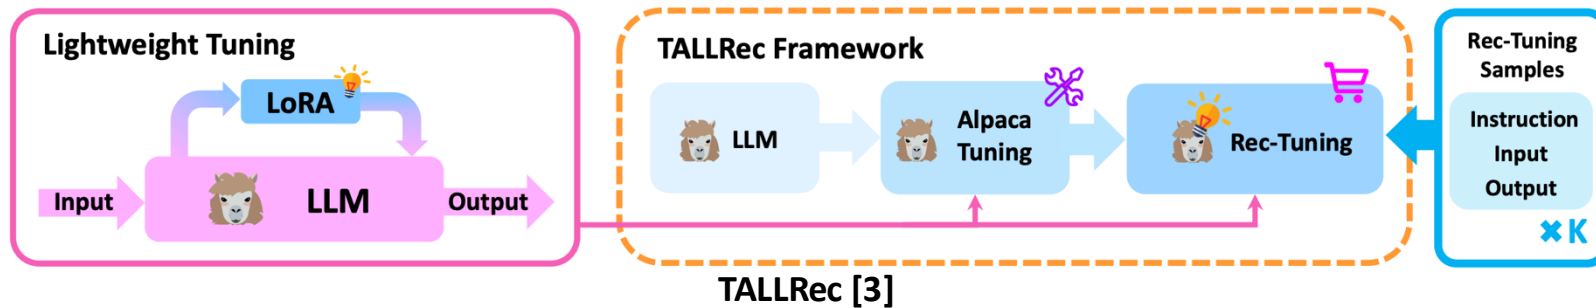 Lightweight Tuning
LoRA
Input
LLM
Output
TALLRec Framework
LLM
Alpaca
Tuning
Rec-Tuning
Rec-Tuning
Samples
Instruction
Input
Output
✖ K
TALLRec [3]